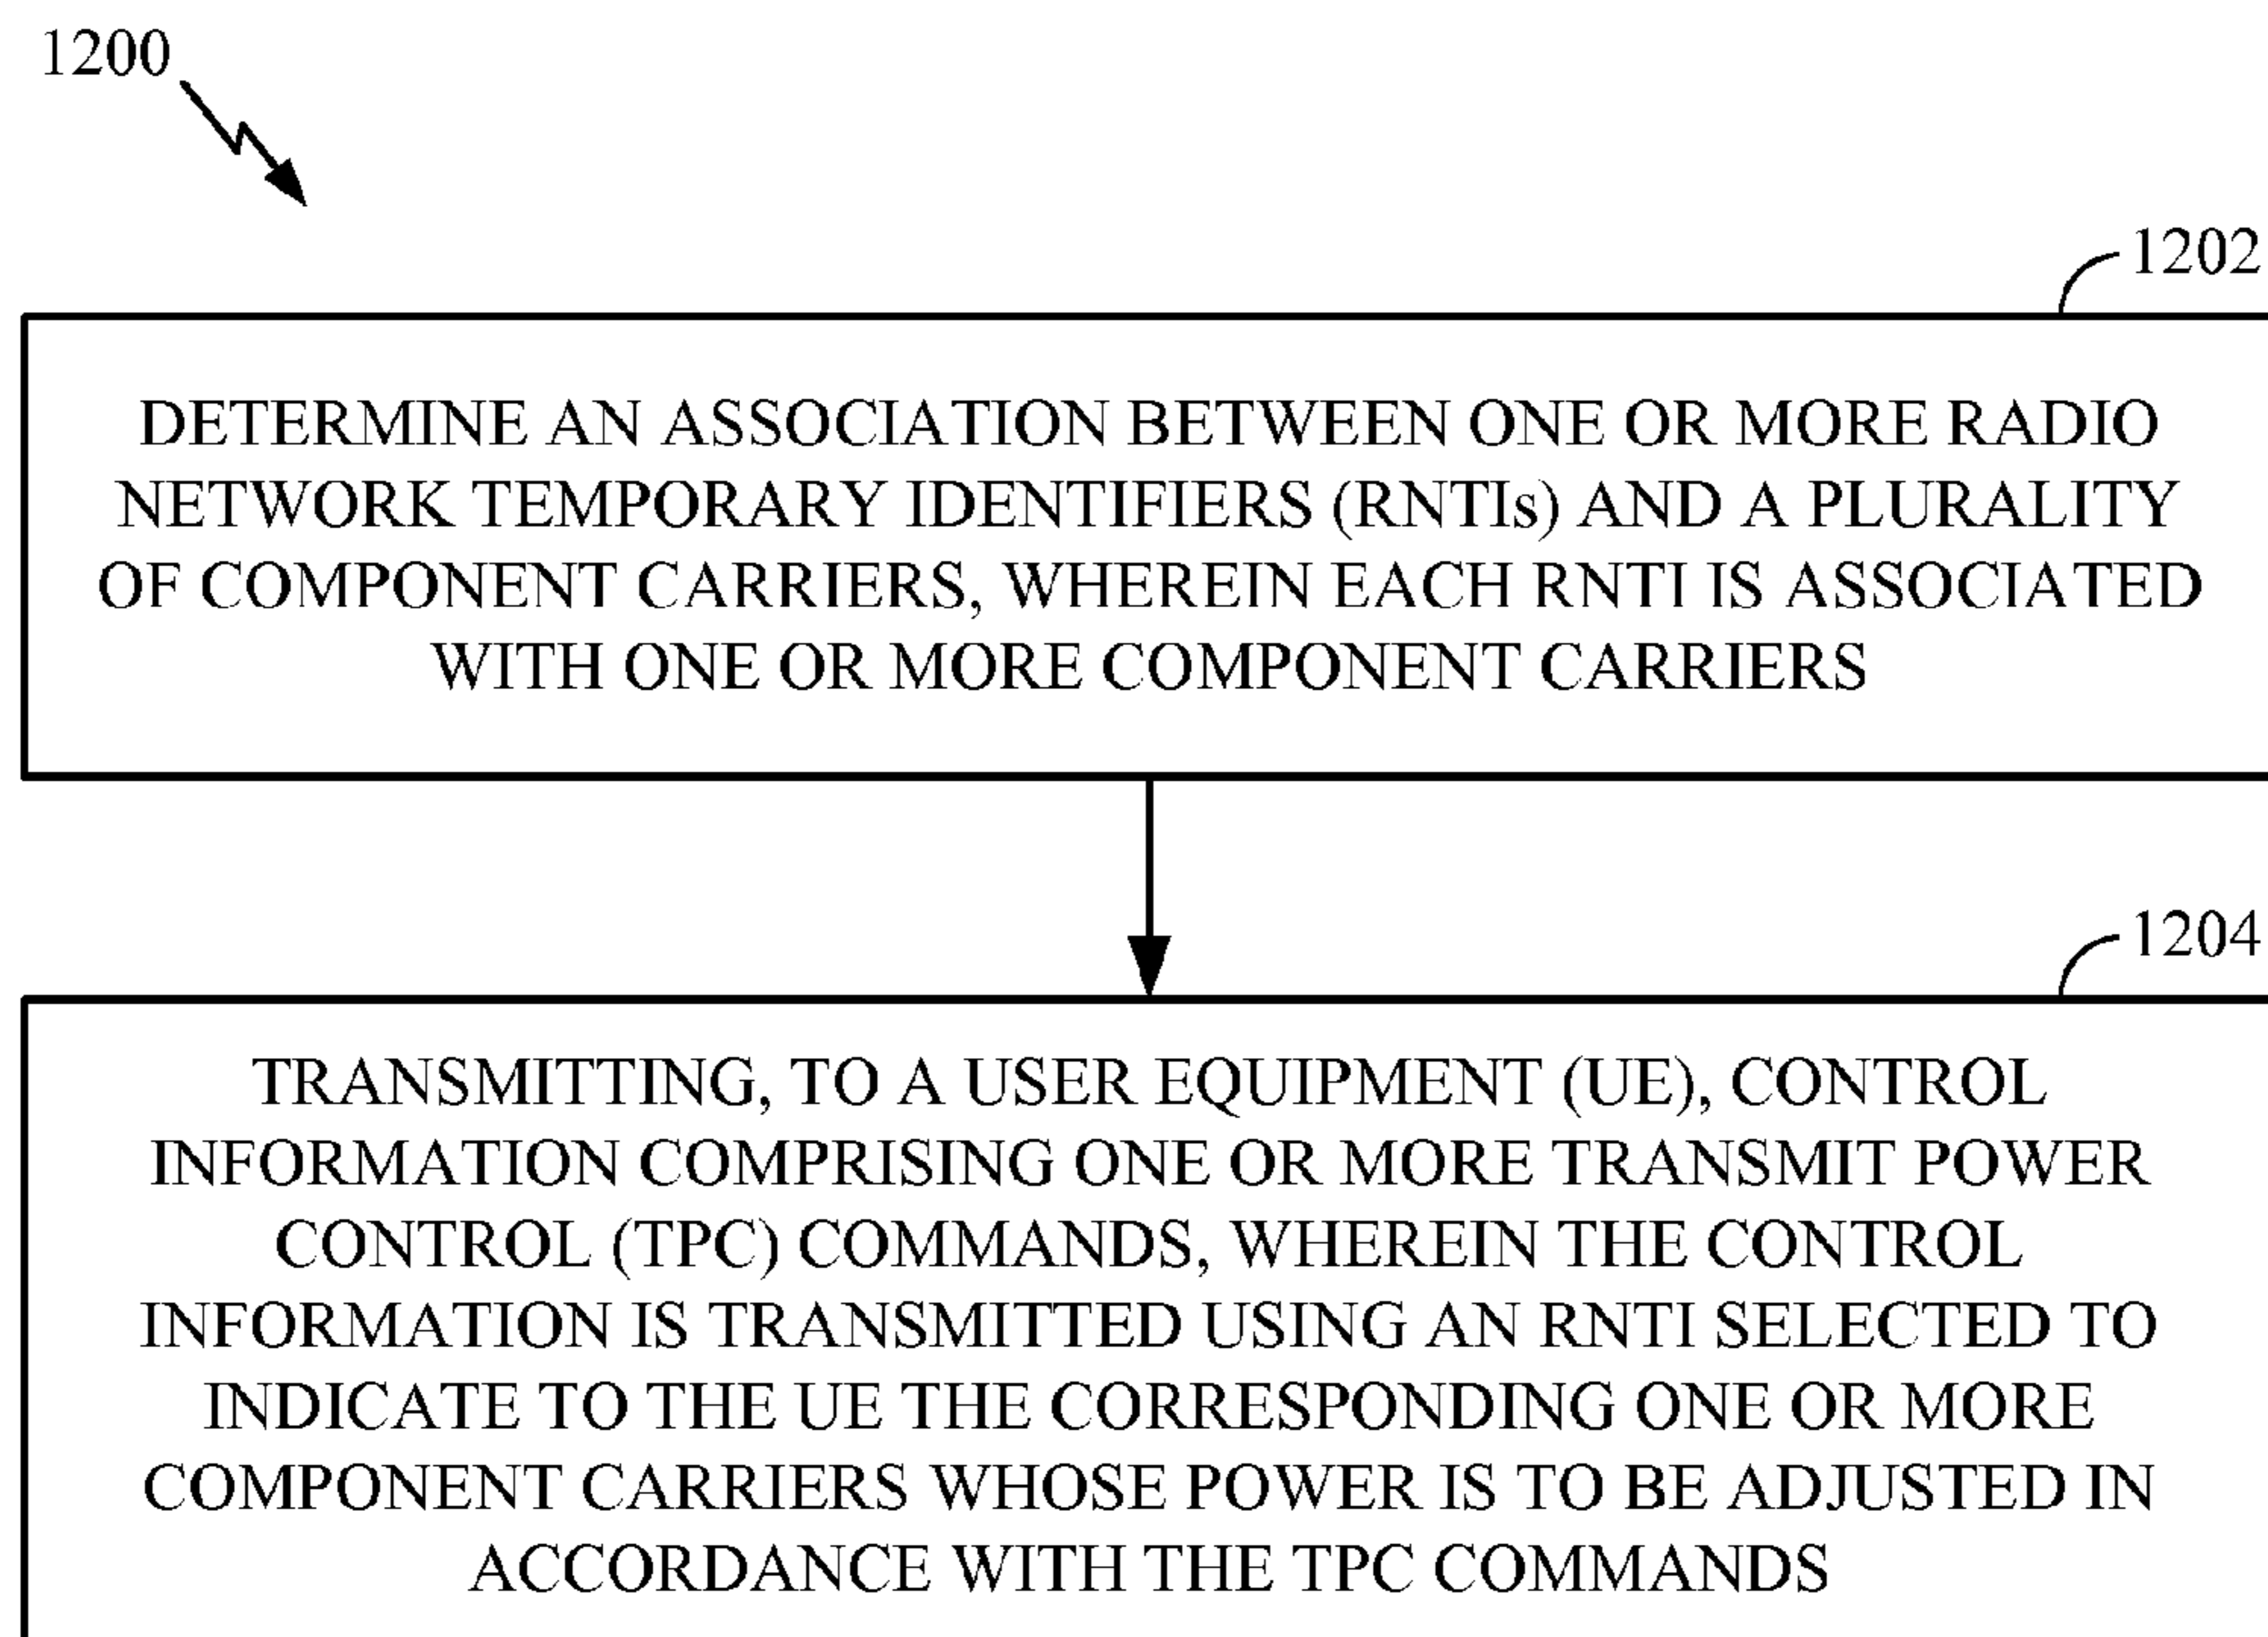 1200
1202
DETERMINE AN ASSOCIATION BETWEEN ONE OR MORE RADIO
NETWORK TEMPORARY IDENTIFIERS (RNTIs) AND A PLURALITY
OF COMPONENT CARRIERS, WHEREIN EACH RNTI IS ASSOCIATED
WITH ONE OR MORE COMPONENT CARRIERS
1204
TRANSMITTING, TO A USER EQUIPMENT (UE), CONTROL
INFORMATION COMPRISING ONE OR MORE TRANSMIT POWER
CONTROL (TPC) COMMANDS, WHEREIN THE CONTROL
INFORMATION IS TRANSMITTED USING AN RNTI SELECTED TO
INDICATE TO THE UE THE CORRESPONDING ONE OR MORE
COMPONENT CARRIERS WHOSE POWER IS TO BE ADJUSTED IN
ACCORDANCE WITH THE TPC COMMANDS